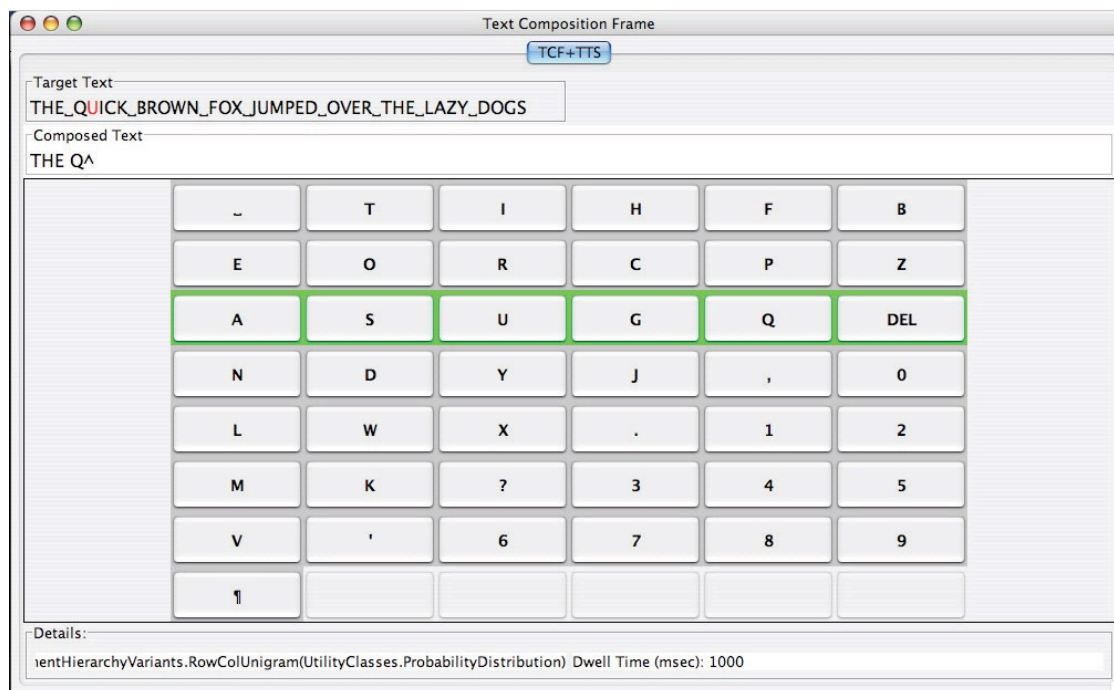 Text Composition Frame
TCF+TTS
Target Text
THE_QUICK_BROWN_FOX_JUMPED_OVER_THE_LAZY_DOGS
Composed Text
THE Q^
␣ T I H F B
E O R C P Z
A S U G Q DEL
N D Y J , 0
L W X . 1 2
M K ? 3 4 5
V ' 6 7 8 9
¶
Details:
nentHierarchyVariants.RowColUnigram(UtilityClasses.ProbabilityDistribution) Dwell Time (msec): 1000